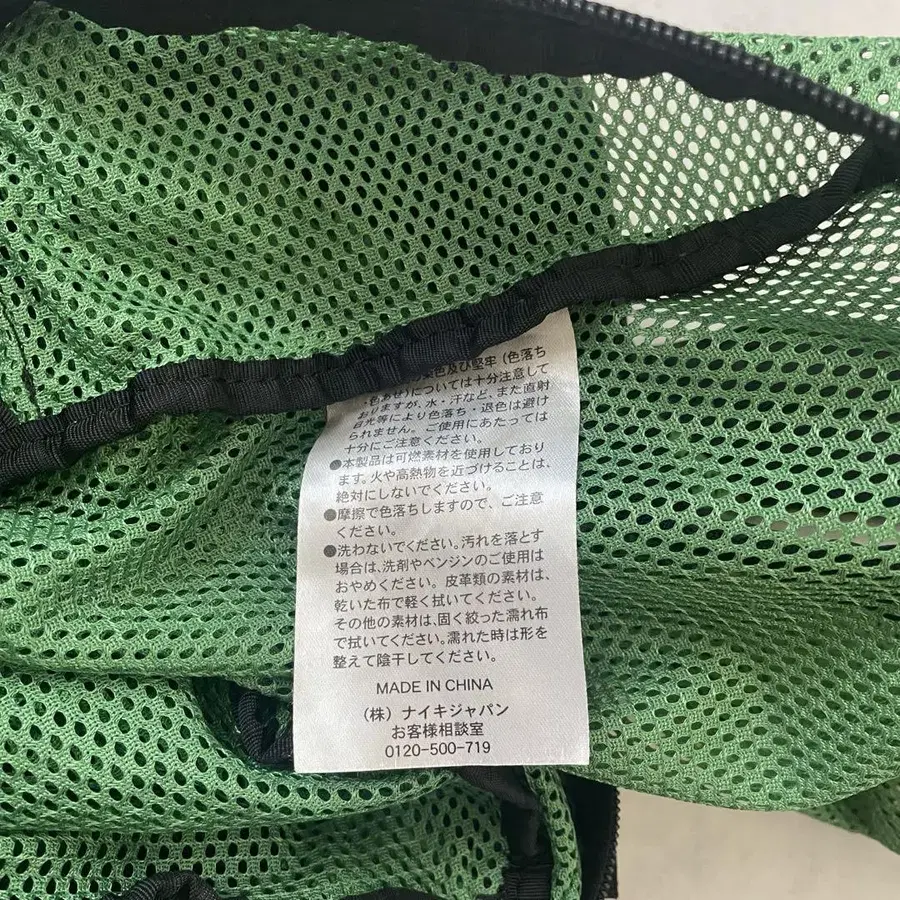 染色及び堅牢(色落ち
・色あせ)については十分注意して
おりますが、水・汗など、また直射
日光等により色落ち・退色は避け
られません。ご使用にあたっては
十分にご注意ください。
●本製品は可燃素材を使用しており
ます。火や高熱物を近づけることは、
絶対にしないでください。
●摩擦で色落ちしますので、ご注意
ください。
●洗わないでください。汚れを落とす
場合は、洗剤やベンジンのご使用は
おやめください。皮革類の素材は、
乾いた布で軽く拭いてください。
その他の素材は、固く絞った濡れ布
で拭いてください。濡れた時は形を
整えて陰干してください。
MADE IN CHINA
(株)ナイキジャパン
お客様相談室
0120-500-719